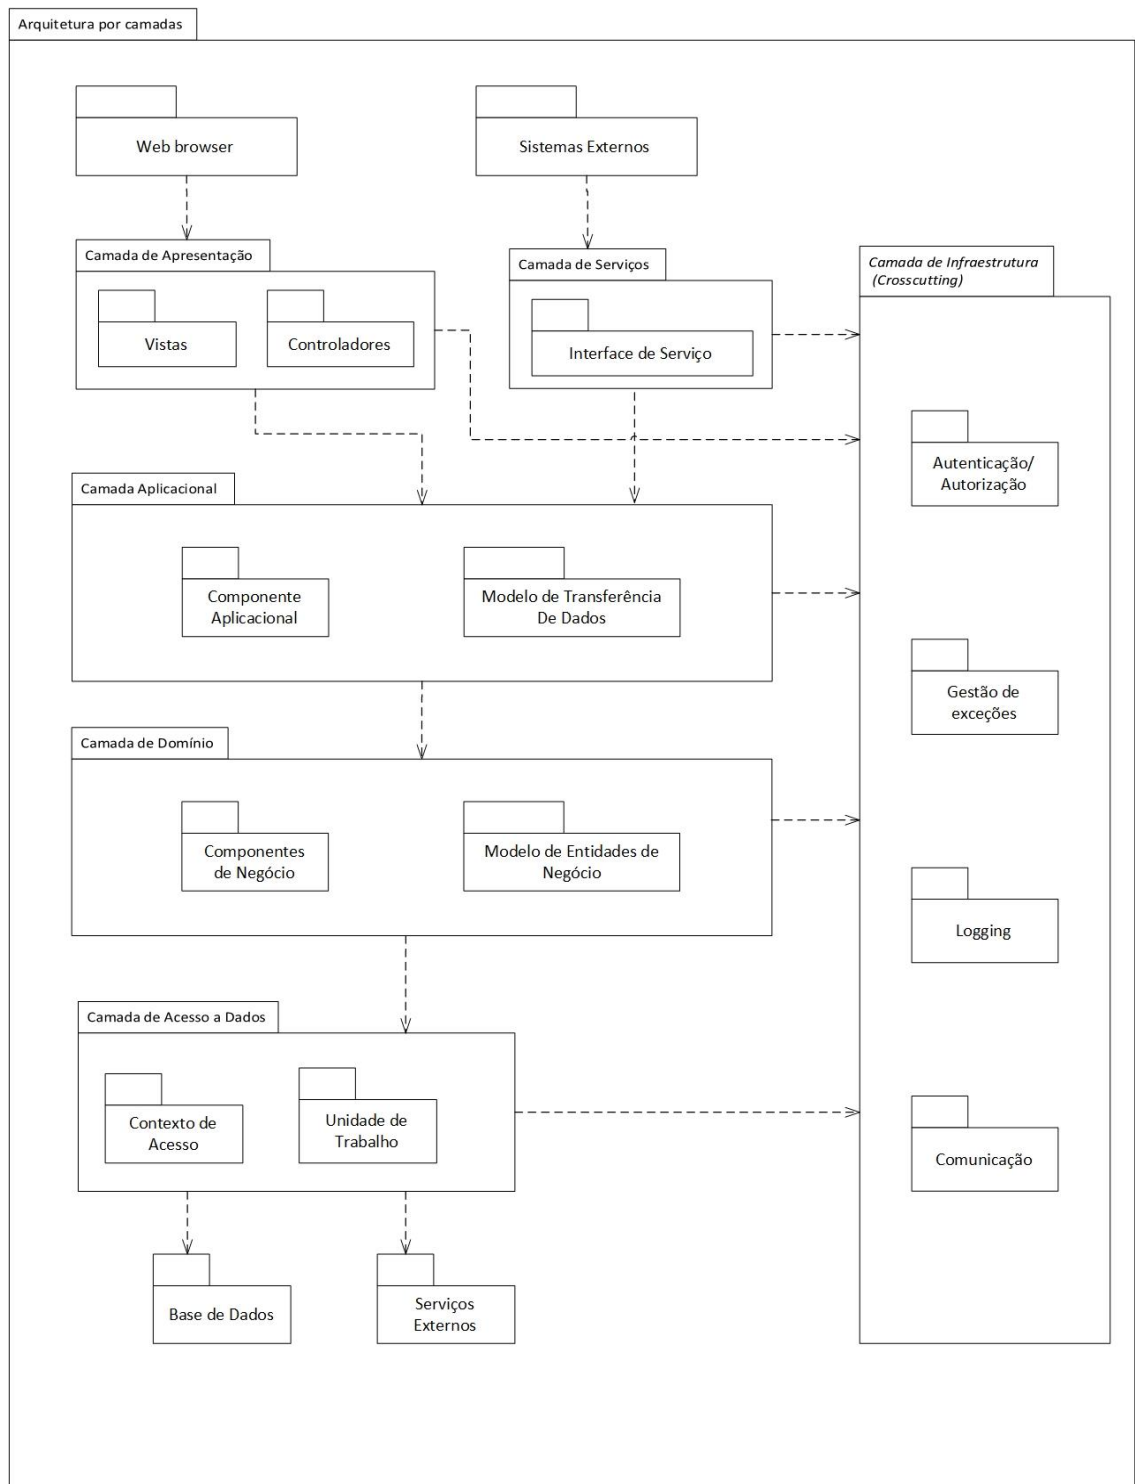 Arquitetura por camadas
Web browser
Sistemas Externos
Camada de Apresentação
Vistas
Controladores
Camada de Serviços
Interface de Serviço
Camada de Infraestrutura
(Crosscutting)
Autenticação/
Autorização
Gestão de
exceções
Logging
Comunicação
Camada Aplicacional
Componente
Aplicacional
Modelo de Transferência
De Dados
Camada de Domínio
Componentes
de Negócio
Modelo de Entidades de
Negócio
Camada de Acesso a Dados
Contexto de
Acesso
Unidade de
Trabalho
Base de Dados
Serviços
Externos